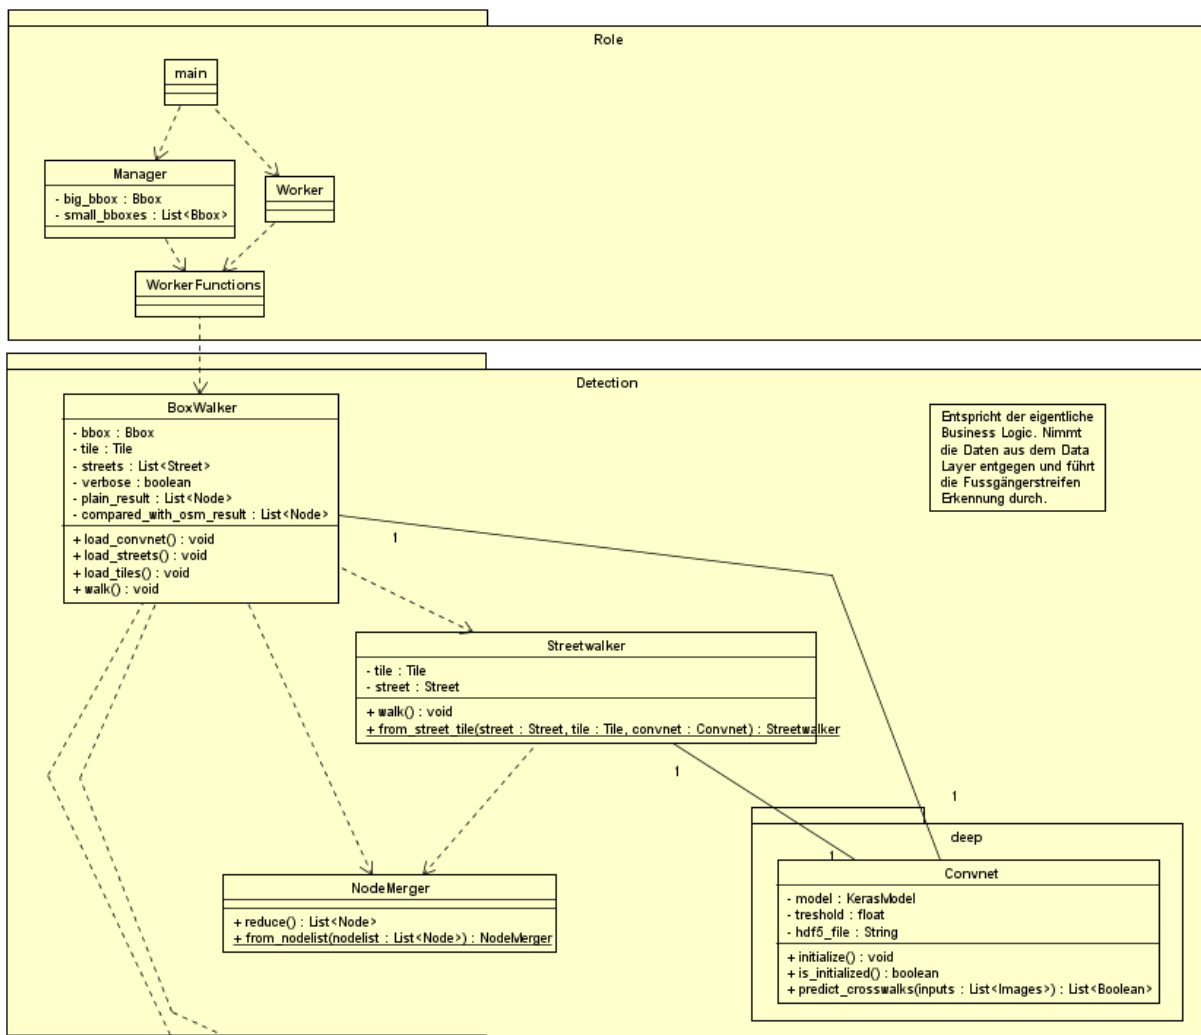 Role
main
Manager
- big_bbox : Bbox
- small_bboxes : List<Bbox>
Worker
WorkerFunctions
Detection
BoxWalker
- bbox : Bbox
- tile : Tile
- streets : List<Street>
- verbose : boolean
- plain_result : List<Node>
- compared_with_osm_result : List<Node>
+ load_convnet() : void
+ load_streets() : void
+ load_tiles() : void
+ walk() : void
Entspricht der eigentliche
Business Logic. Nimmt
die Daten aus dem Data
Layer entgegen und führt
die Fussgängerstreifen
Erkennung durch.
1
Streetwalker
- tile : Tile
- street : Street
+ walk() : void
+ from_street_tile(street : Street, tile : Tile, convnet : Convnet) : Streetwalker
1
1
deep
1
Convnet
- model : KerasModel
- treshold : float
- hdf5_file : String
+ initialize() : void
+ is_initialized() : boolean
+ predict_crosswalks(inputs : List<Images>) : List<Boolean>
NodeMerger
+ reduce() : List<Node>
+ from_nodelist(nodelist : List<Node>) : NodeMerger